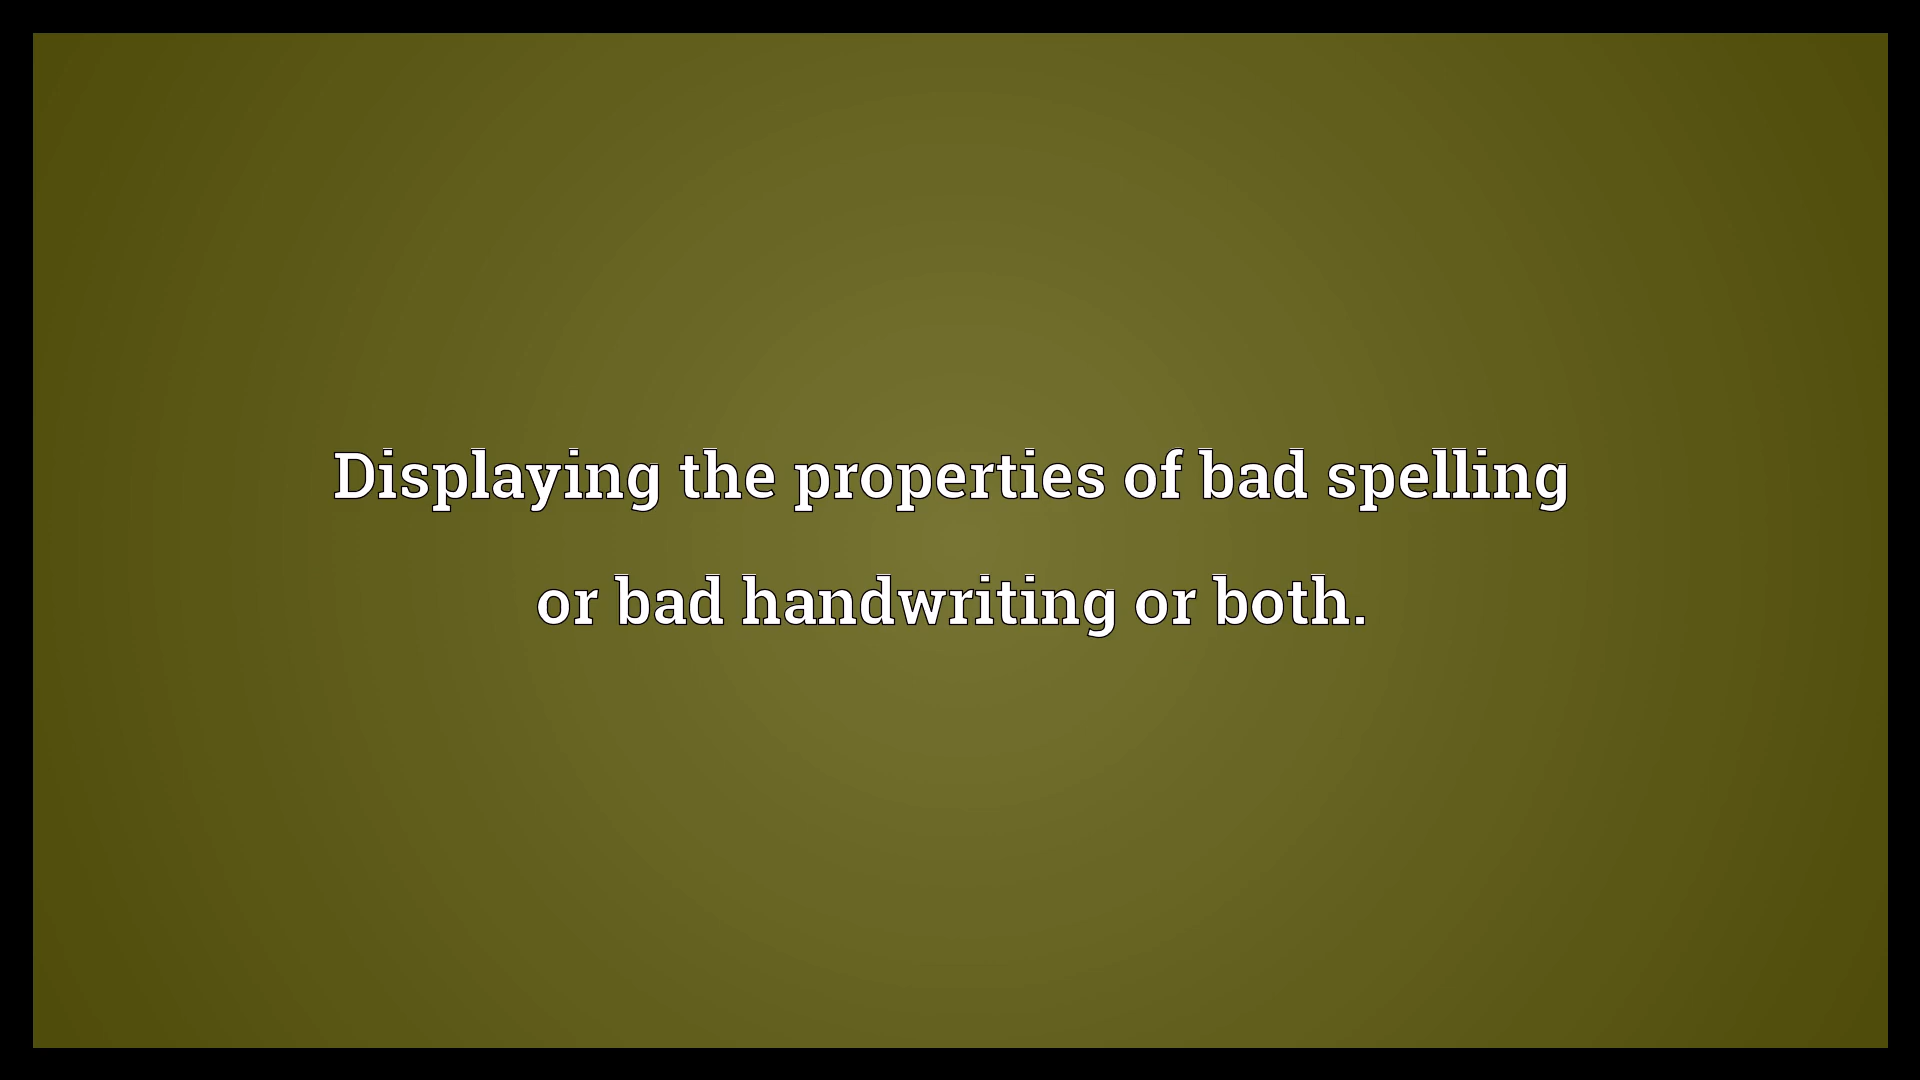 Displaying the properties of bad spelling
or bad handwriting or both.